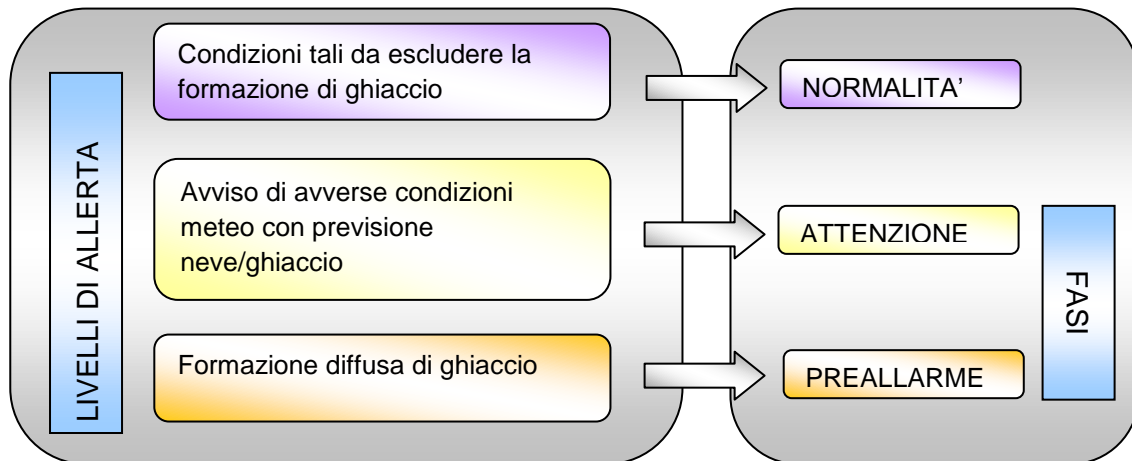 LIVELLI DI ALLERTA
Condizioni tali da escludere la
formazione di ghiaccio
NORMALITA’
Avviso di avverse condizioni
meteo con previsione
neve/ghiaccio
ATTENZIONE
Formazione diffusa di ghiaccio
PREALLARME
FASI